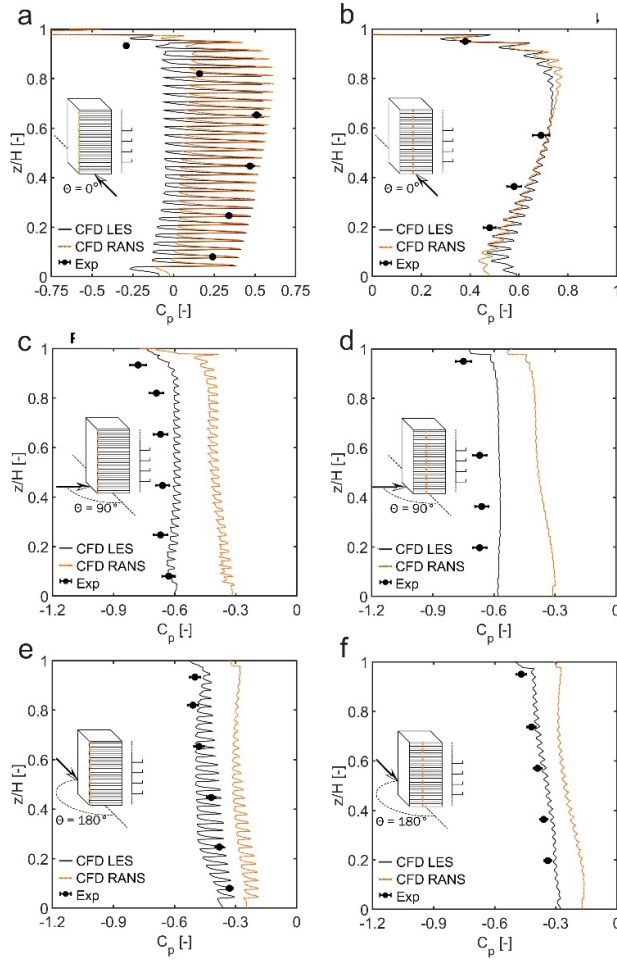 a
1
0.8
0.6
0.4
0.2
0
z/H [-]
Θ = 0°
CFD LES
CFD RANS
Exp
-0.75 -0.5 -0.25 0 0.25 0.5 0.75
C_p [-]
b
1
0.8
0.6
0.4
0.2
0
z/H [-]
Θ = 0°
CFD LES
CFD RANS
Exp
0 0.2 0.4 0.6 0.8 1
C_p [-]
c
1
0.8
0.6
0.4
0.2
0
z/H [-]
Θ = 90°
CFD LES
CFD RANS
Exp
-1.2 -0.9 -0.6 -0.3 0
C_p [-]
d
1
0.8
0.6
0.4
0.2
0
z/H [-]
Θ = 90°
CFD LES
CFD RANS
Exp
-1.2 -0.9 -0.6 -0.3 0
C_p [-]
e
1
0.8
0.6
0.4
0.2
0
z/H [-]
Θ = 180°
CFD LES
CFD RANS
Exp
-1.2 -0.9 -0.6 -0.3 0
C_p [-]
f
1
0.8
0.6
0.4
0.2
0
z/H [-]
Θ = 180°
CFD LES
CFD RANS
Exp
-1.2 -0.9 -0.6 -0.3 0
C_p [-]